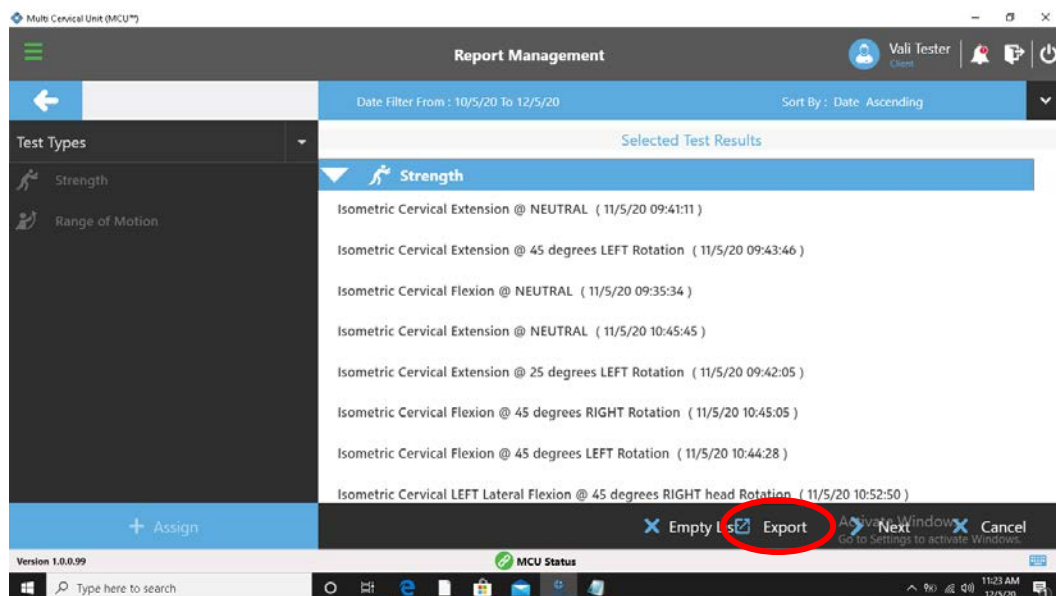 Multi Cervical Unit (MCU™)
Report Management
Vali Tester
Client
Date Filter From : 10/5/20 To 12/5/20
Sort By : Date Ascending
Test Types
Selected Test Results
Strength
Strength
Range of Motion
Isometric Cervical Extension @ NEUTRAL ( 11/5/20 09:41:11 )
Isometric Cervical Extension @ 45 degrees LEFT Rotation ( 11/5/20 09:43:46 )
Isometric Cervical Flexion @ NEUTRAL ( 11/5/20 09:35:34 )
Isometric Cervical Extension @ NEUTRAL ( 11/5/20 10:45:45 )
Isometric Cervical Extension @ 25 degrees LEFT Rotation ( 11/5/20 09:42:05 )
Isometric Cervical Flexion @ 45 degrees RIGHT Rotation ( 11/5/20 10:45:05 )
Isometric Cervical Flexion @ 45 degrees LEFT Rotation ( 11/5/20 10:44:28 )
Isometric Cervical LEFT Lateral Flexion @ 45 degrees RIGHT head Rotation ( 11/5/20 10:52:50 )
+ Assign
Empty Lis
Export
Next
Cancel
Activate Windows
Go to Settings to activate Windows.
Version 1.0.0.99
MCU Status
Type here to search
11:23 AM
12/5/20